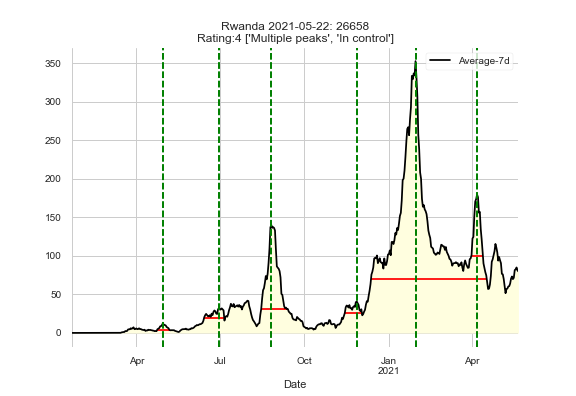 Rwanda 2021-05-22: 26658
Rating:4 ['Multiple peaks', 'In control']
Average-7d
350
300
250
200
150
100
50
0
Apr
Jul
Oct
Jan
2021
Apr
Date